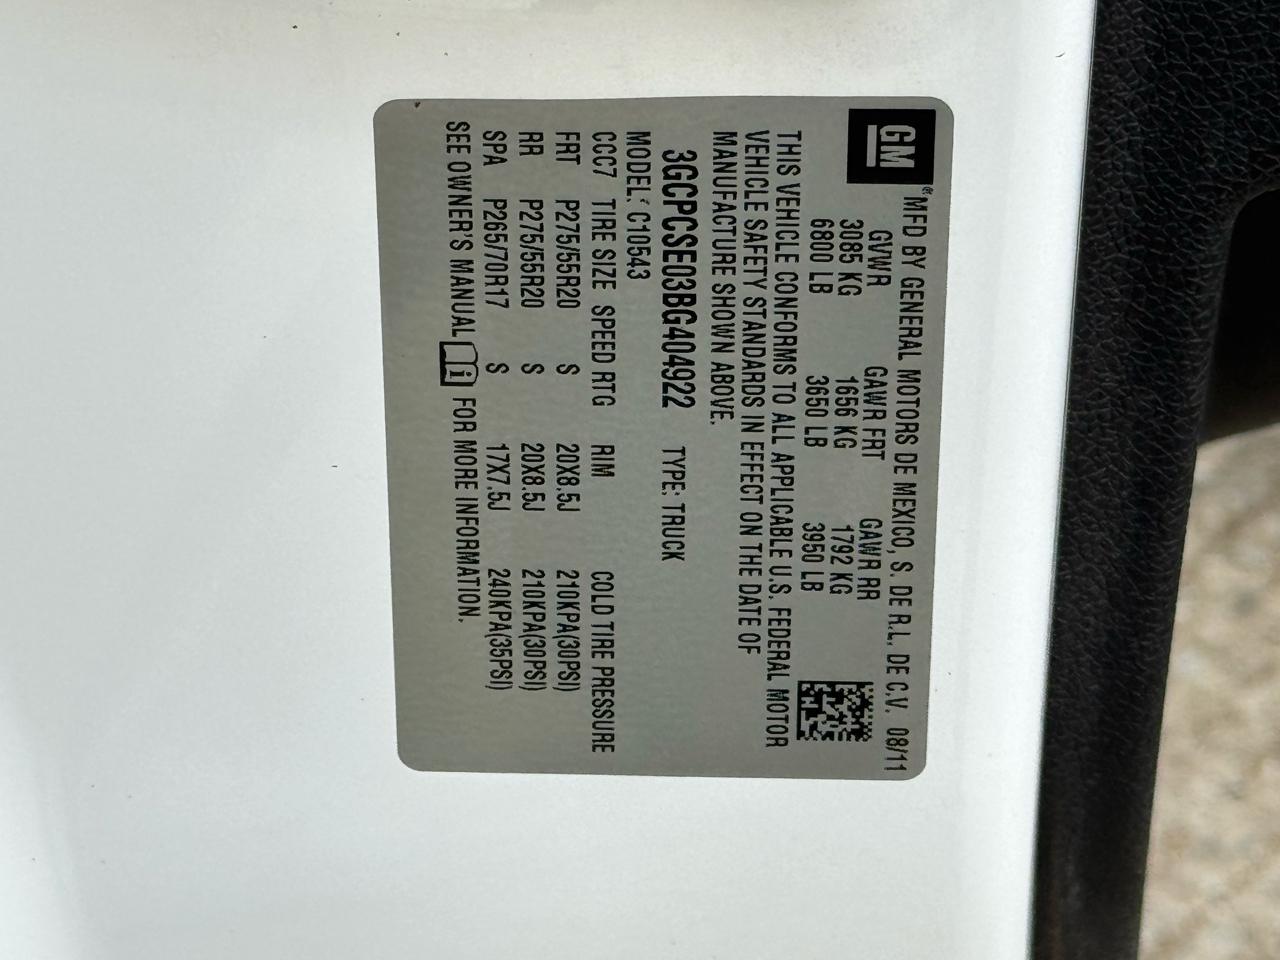 GM® MFD BY GENERAL MOTORS DE MEXICO, S. DE R.L. DE C.V. 08/11
GVWR GAWR FRT GAWR RR
3085 KG 1656 KG 1792 KG
6800 LB 3650 LB 3950 LB
THIS VEHICLE CONFORMS TO ALL APPLICABLE U.S. FEDERAL MOTOR
VEHICLE SAFETY STANDARDS IN EFFECT ON THE DATE OF
MANUFACTURE SHOWN ABOVE.
3GCPCSE03BG404922 TYPE: TRUCK
MODEL: C10543
CCC7 TIRE SIZE SPEED RTG RIM COLD TIRE PRESSURE
FRT P275/55R20 S 20X8.5J 210KPA(30PSI)
RR P275/55R20 S 20X8.5J 210KPA(30PSI)
SPA P265/70R17 S 17X7.5J 240KPA(35PSI)
SEE OWNER'S MANUAL i FOR MORE INFORMATION.